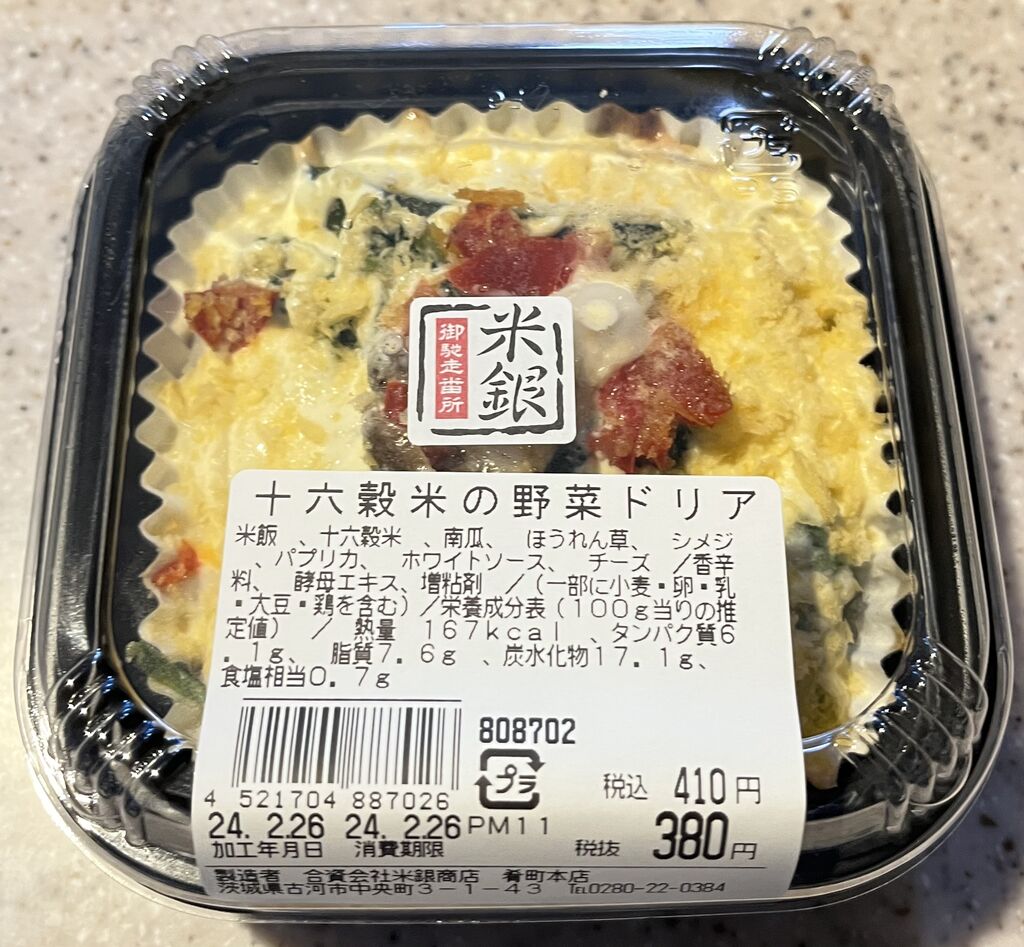 米銀
御馳走番所
十六穀米の野菜ドリア
米飯 、十六穀米 、南瓜、 ほうれん草、 シメジ
、パプリカ、 ホワイトソース、 チーズ /香辛
料、 酵母エキス、増粘剤 /(一部に小麦・卵・乳
・大豆・鶏を含む)/栄養成分表(100g当りの推
定値) / 熱量 167kcal 、タンパク質6
.1g、 脂質7.6g 、炭水化物17.1g、
食塩相当0.7g
808702
プラ
税込 410円
4 521704 887026
24. 2.26 24. 2.26 PM11
加工年月日 消費期限
税抜 380円
製造者 合資会社米銀商店 肴町本店
茨城県古河市中央町3-1-43 TEL0280-22-0384